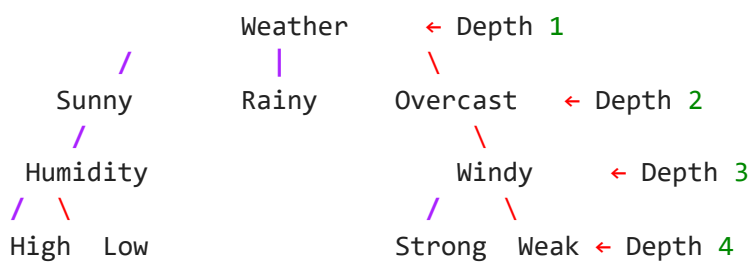 Weather ← Depth 1
/ | \
Sunny Rainy Overcast ← Depth 2
/ \
Humidity Windy ← Depth 3
/ \ / \
High Low Strong Weak ← Depth 4